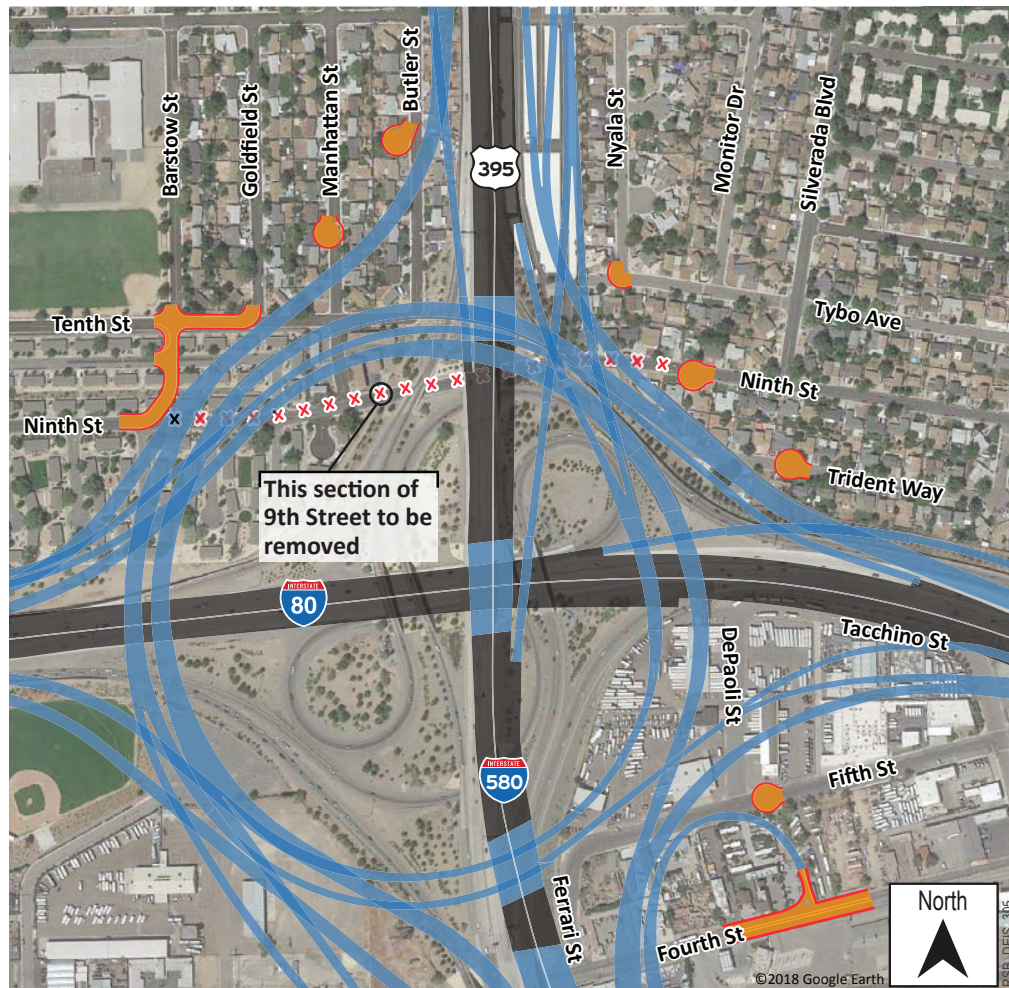 Barstow St
Goldfield St
Manhattan St
Butler St
395
Nyala St
Monitor Dr
Silverada Blvd
Tenth St
Tybo Ave
Ninth St
Ninth St
Trident Way
This section of
9th Street to be
removed
INTERSTATE
80
DePaoli St
Tacchino St
INTERSTATE
580
Fifth St
Ferrari St
Fourth St
North
©2018 Google Earth